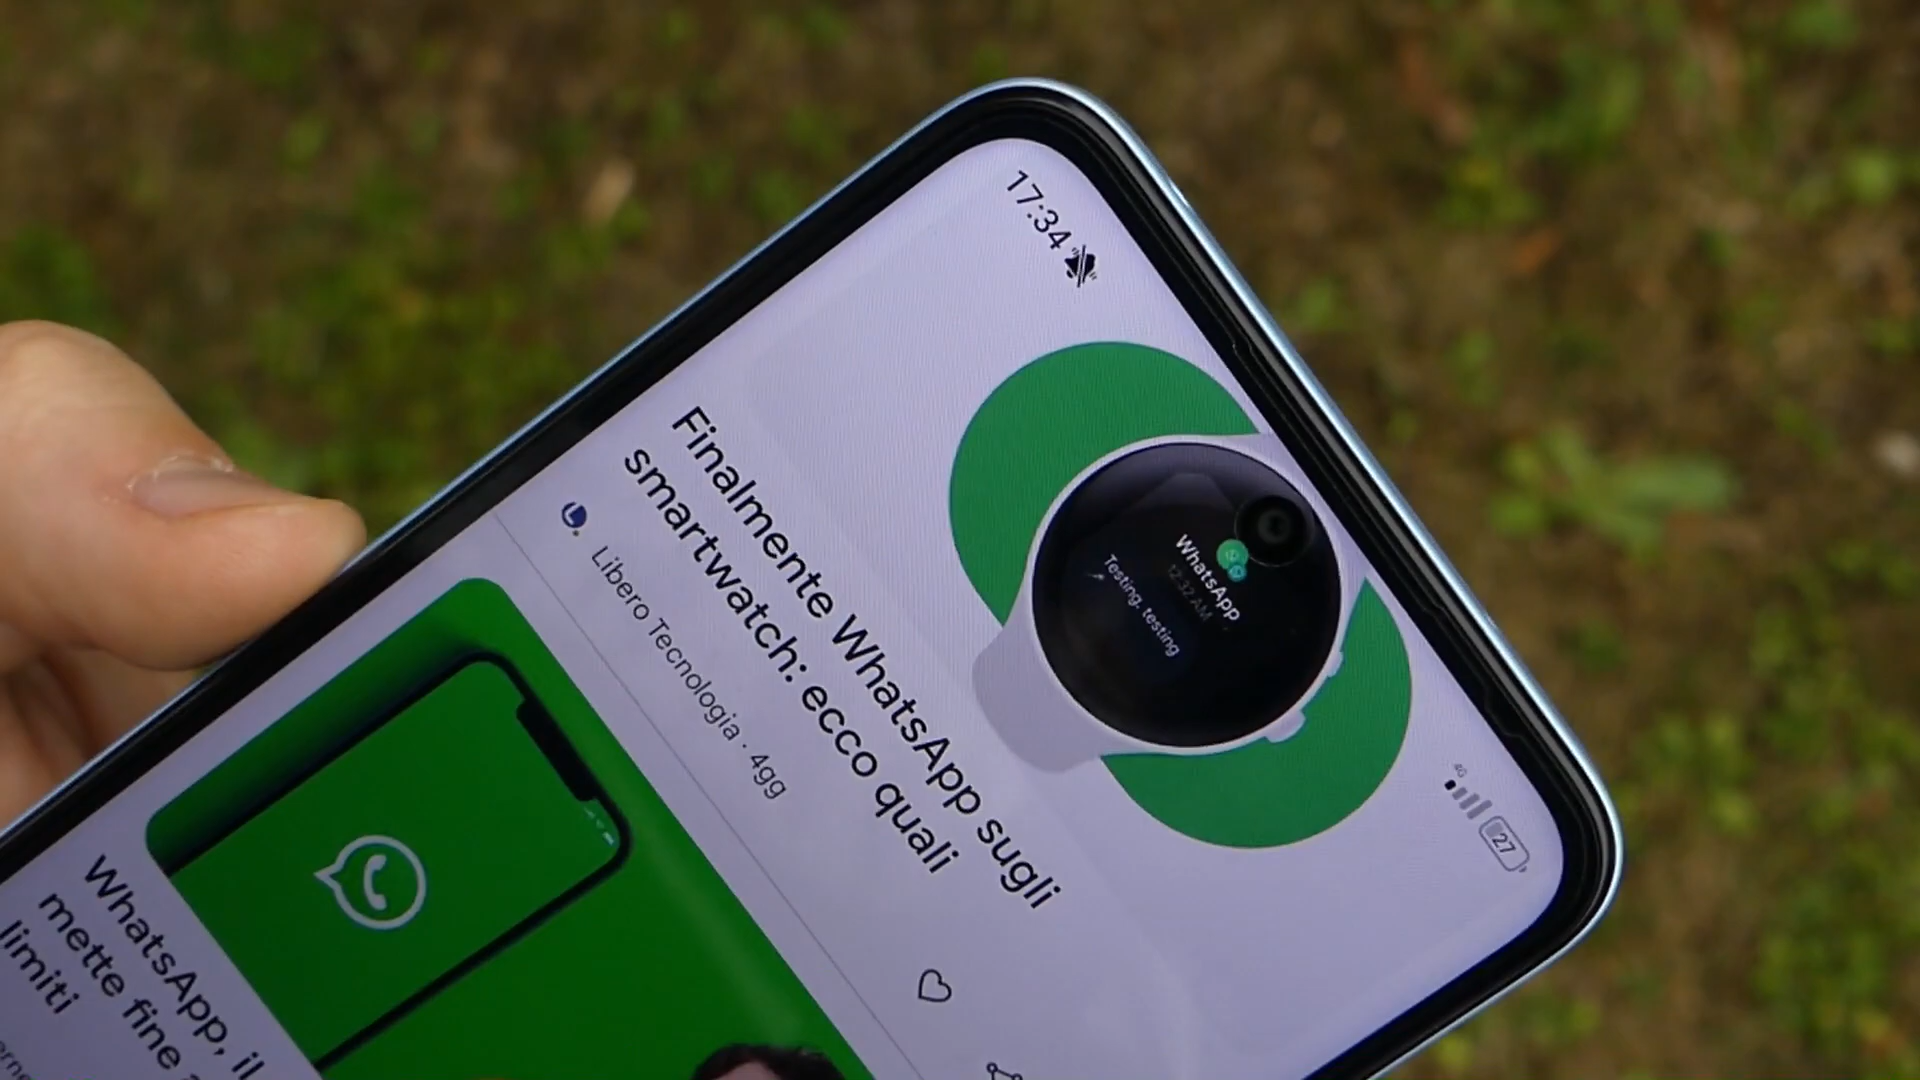 17:34
4G
27
WhatsApp
12:32 AM
Testing, testing
Finalmente WhatsApp sugli
smartwatch: ecco quali
Libero Tecnologia · 4gg
WhatsApp, il
mette fine
limiti